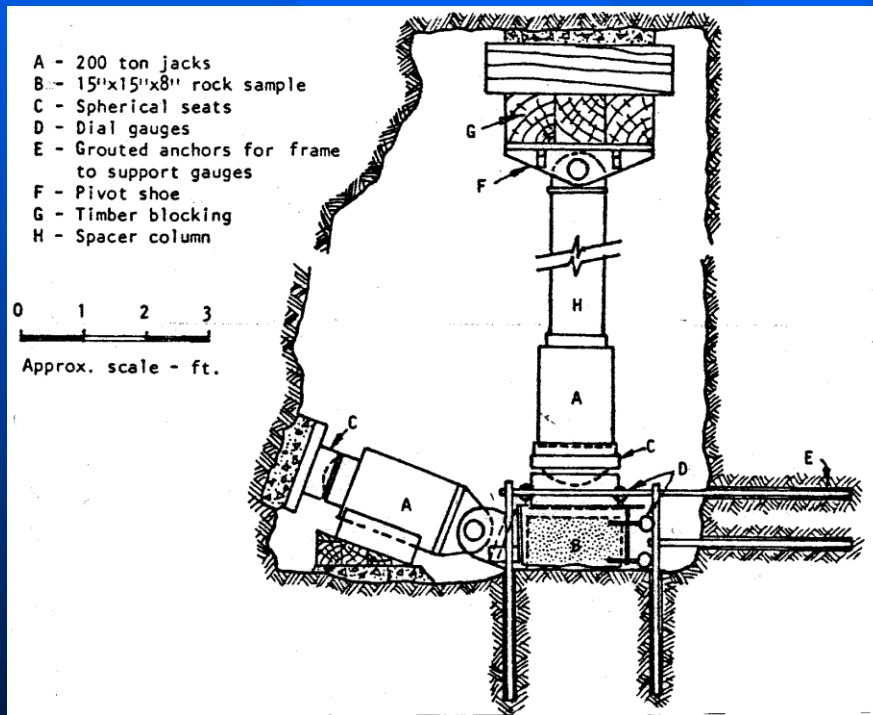 A - 200 ton jacks
B - 15"x15"x8" rock sample
C - Spherical seats
D - Dial gauges
E - Grouted anchors for frame
to support gauges
F - Pivot shoe
G - Timber blocking
H - Spacer column
0 1 2 3
Approx. scale - ft.
G
F
H
A
C
C
D
E
A
B